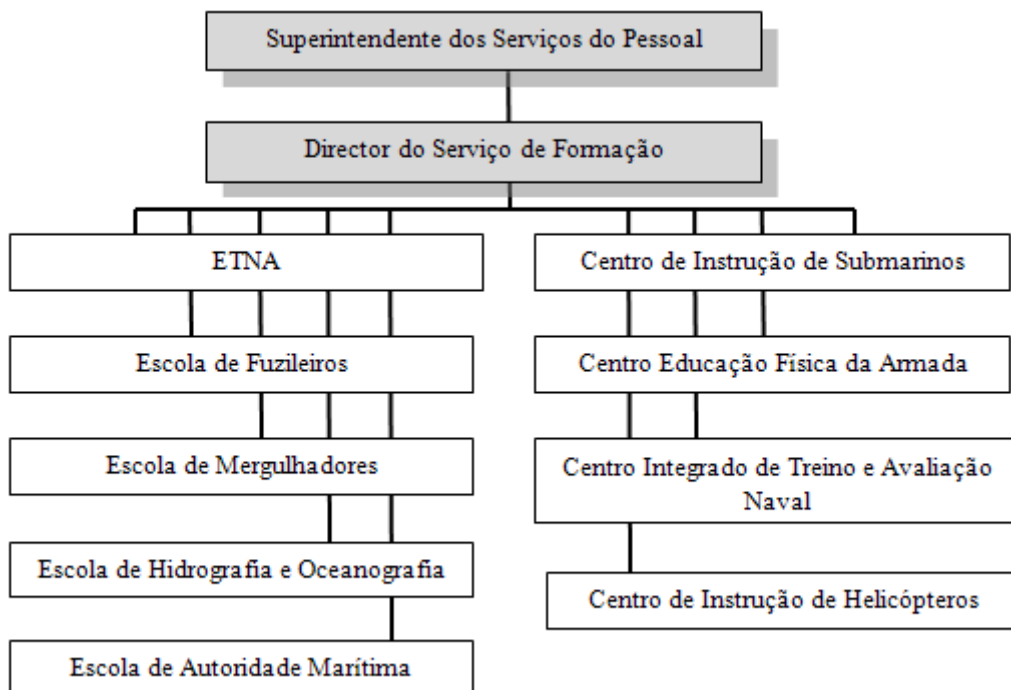 Superintendente dos Serviços do Pessoal
Director do Serviço de Formação
ETNA
Escola de Fuzileiros
Escola de Mergulhadores
Escola de Hidrografia e Oceanografia
Escola de Autoridade Marítima
Centro de Instrução de Submarinos
Centro Educação Física da Armada
Centro Integrado de Treino e Avaliação
Naval
Centro de Instrução de Helicópteros